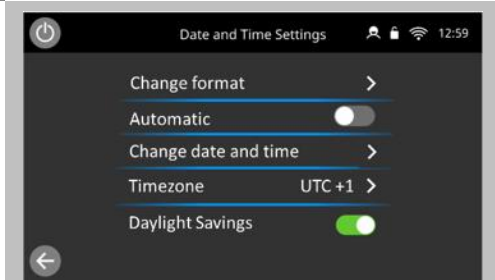 Date and Time Settings 12:59
Change format
Automatic
Change date and time
Timezone UTC +1
Daylight Savings